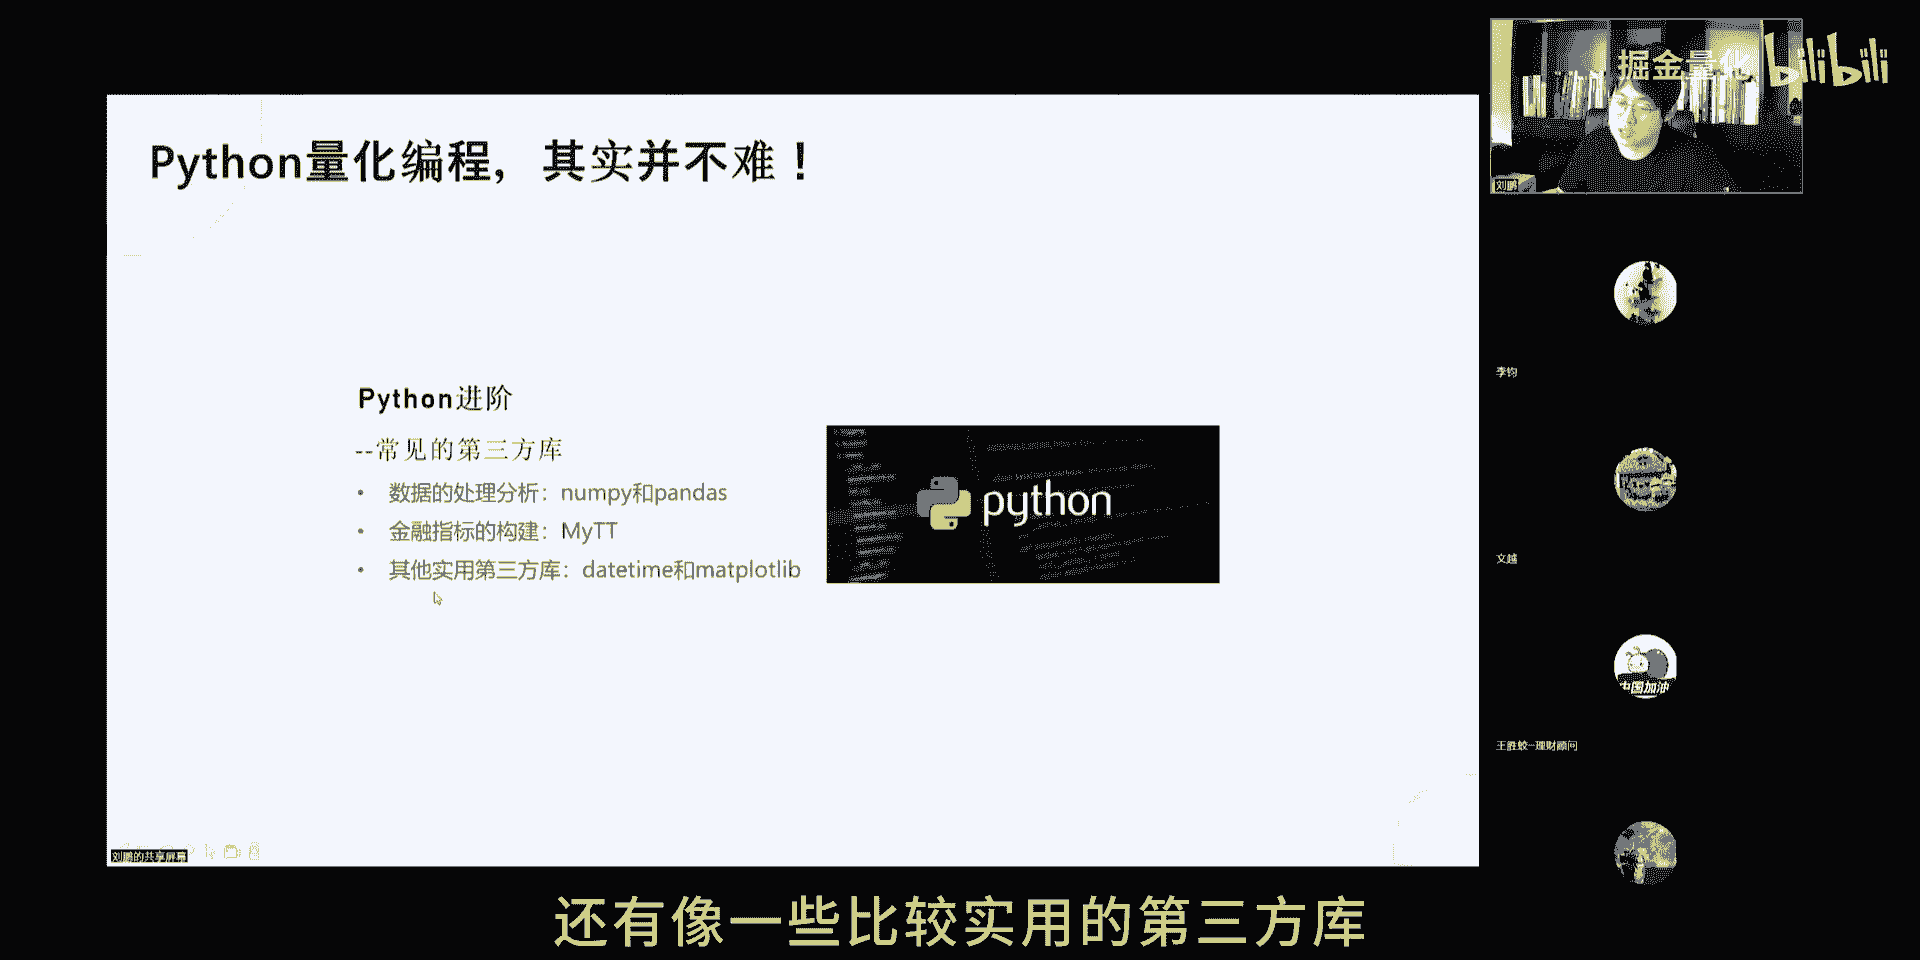 掘金量化 bilibili
刘鹏
Python量化编程，其实并不难！
李钧
Python进阶
--常见的第三方库
• 数据的处理分析：numpy和pandas
• 金融指标的构建：MyTT
• 其他实用第三方库：datetime和matplotlib
python
文越
中国加油
王胜蛟--理财顾问
刘鹏的共享屏幕
还有像一些比较实用的第三方库